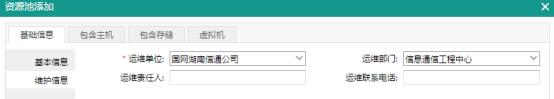 资源池添加
基础信息 包含主机 包含存储 虚拟机
基本信息 * 运维单位: 国网湖南信通公司 运维部门: 信息通信工程中心
维护信息 运维责任人: 运维联系电话: